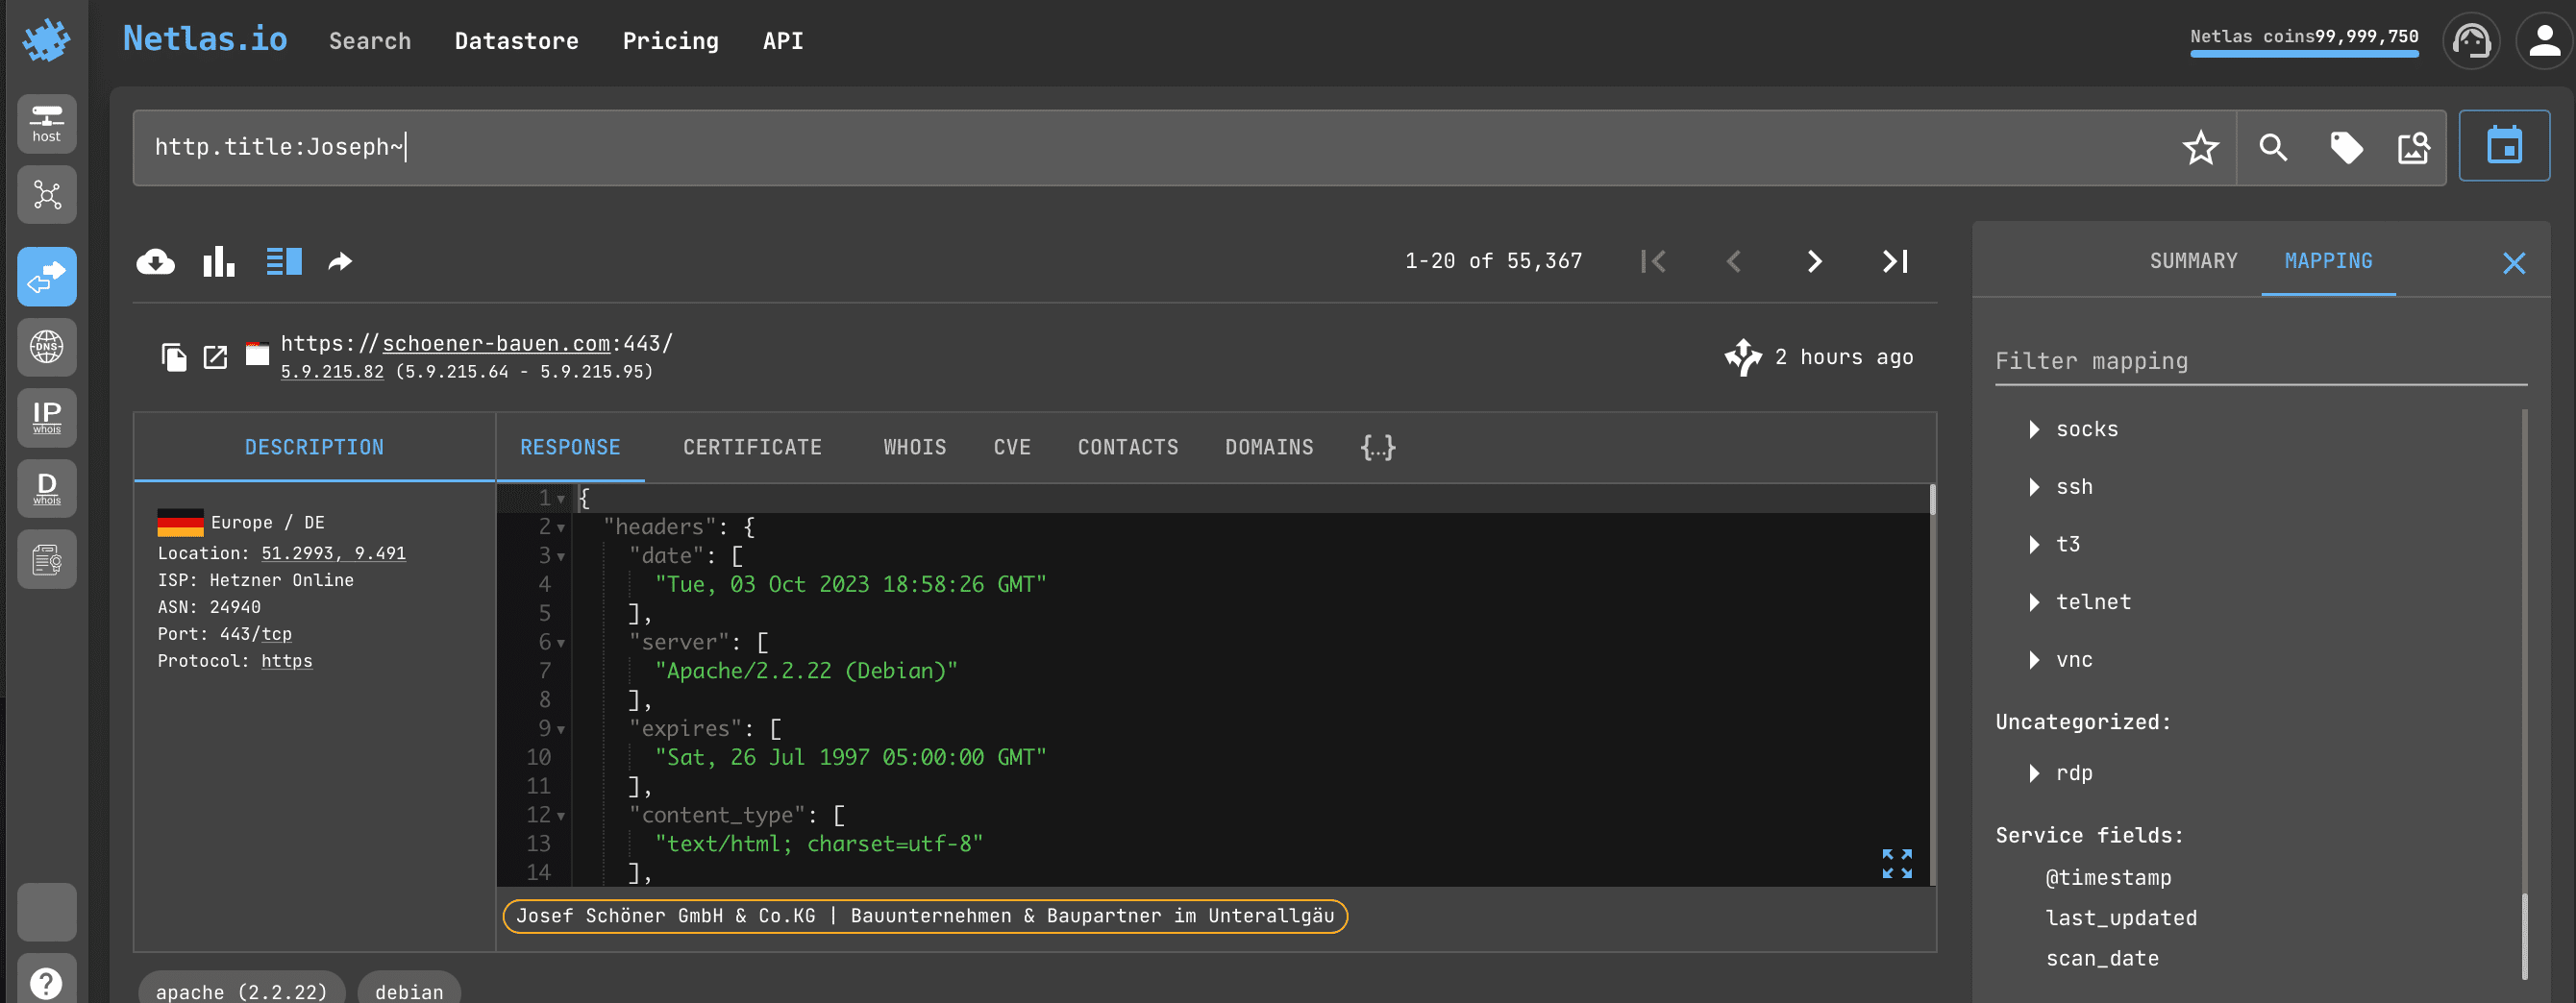 Netlas.io Search Datastore Pricing API
Netlas coins99,999,750
host
http.title:Joseph~
1-20 of 55,367
SUMMARY MAPPING
https://schoener-bauen.com:443/
5.9.215.82 (5.9.215.64 - 5.9.215.95)
2 hours ago
Filter mapping
DNS
IP
whois
D
whois
DESCRIPTION
RESPONSE CERTIFICATE WHOIS CVE CONTACTS DOMAINS {...}
Europe / DE
Location: 51.2993, 9.491
ISP: Hetzner Online
ASN: 24940
Port: 443/tcp
Protocol: https
1 {
2 "headers": {
3 "date": [
4 "Tue, 03 Oct 2023 18:58:26 GMT"
5 ],
6 "server": [
7 "Apache/2.2.22 (Debian)"
8 ],
9 "expires": [
10 "Sat, 26 Jul 1997 05:00:00 GMT"
11 ],
12 "content_type": [
13 "text/html; charset=utf-8"
14 ],
Josef Schöner GmbH & Co.KG | Bauunternehmen & Baupartner im Unterallgäu
apache (2.2.22) debian
socks
ssh
t3
telnet
vnc
Uncategorized:
rdp
Service fields:
@timestamp
last_updated
scan_date
?